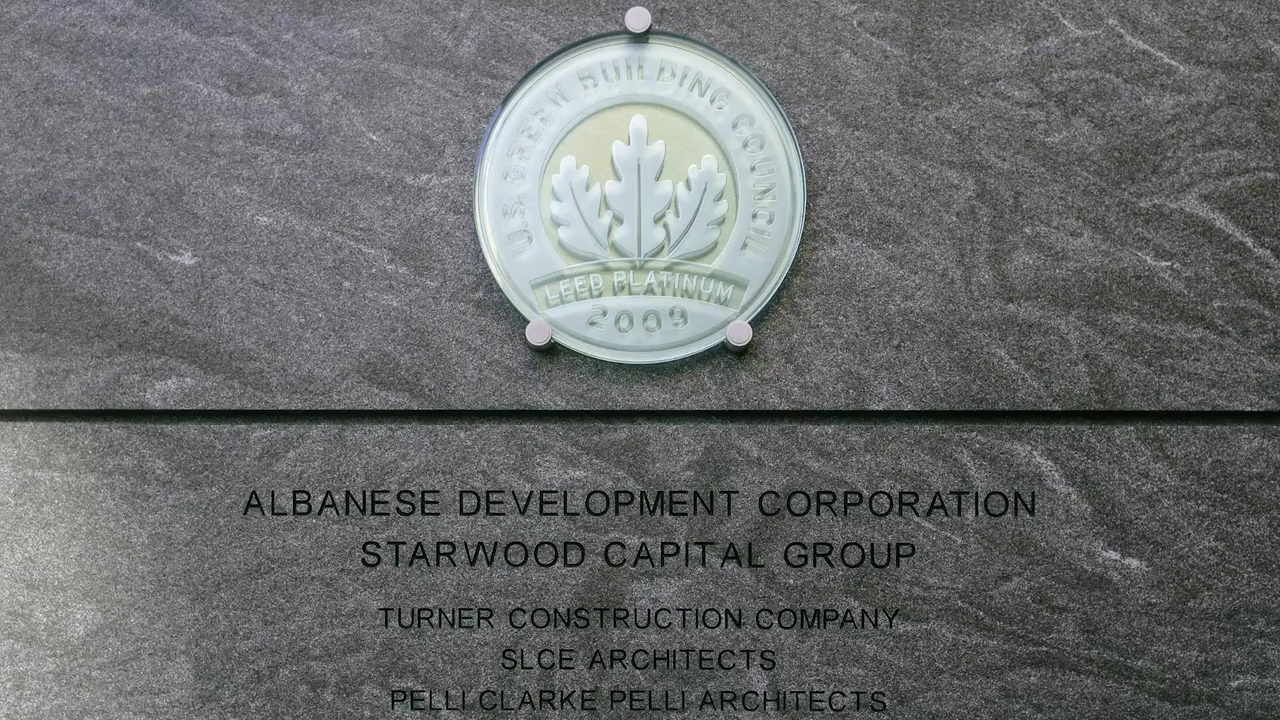 U.S. GREEN BUILDING COUNCIL
LEED PLATINUM
2009
ALBANESE DEVELOPMENT CORPORATION
STARWOOD CAPITAL GROUP
TURNER CONSTRUCTION COMPANY
SLCE ARCHITECTS
PELLI CLARKE PELLI ARCHITECTS